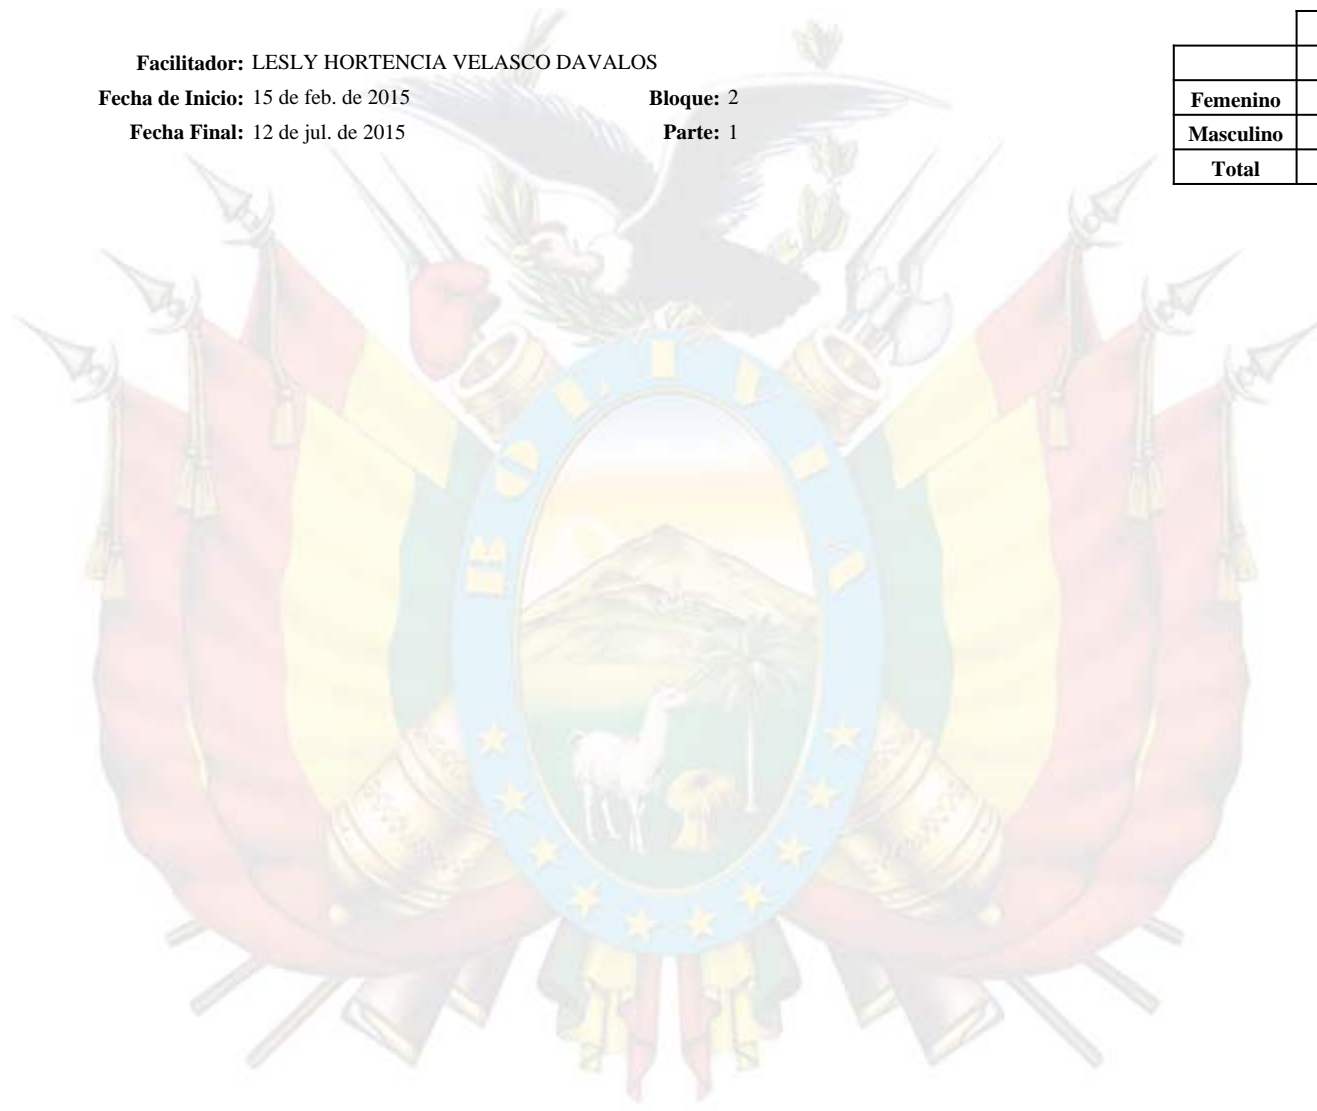 Facilitador: LESLY HORTENCIA VELASCO DAVALOS
Fecha de Inicio: 15 de feb. de 2015 Bloque: 2
Fecha Final: 12 de jul. de 2015 Parte: 1
Femenino
Masculino
Total
BOLIVIA